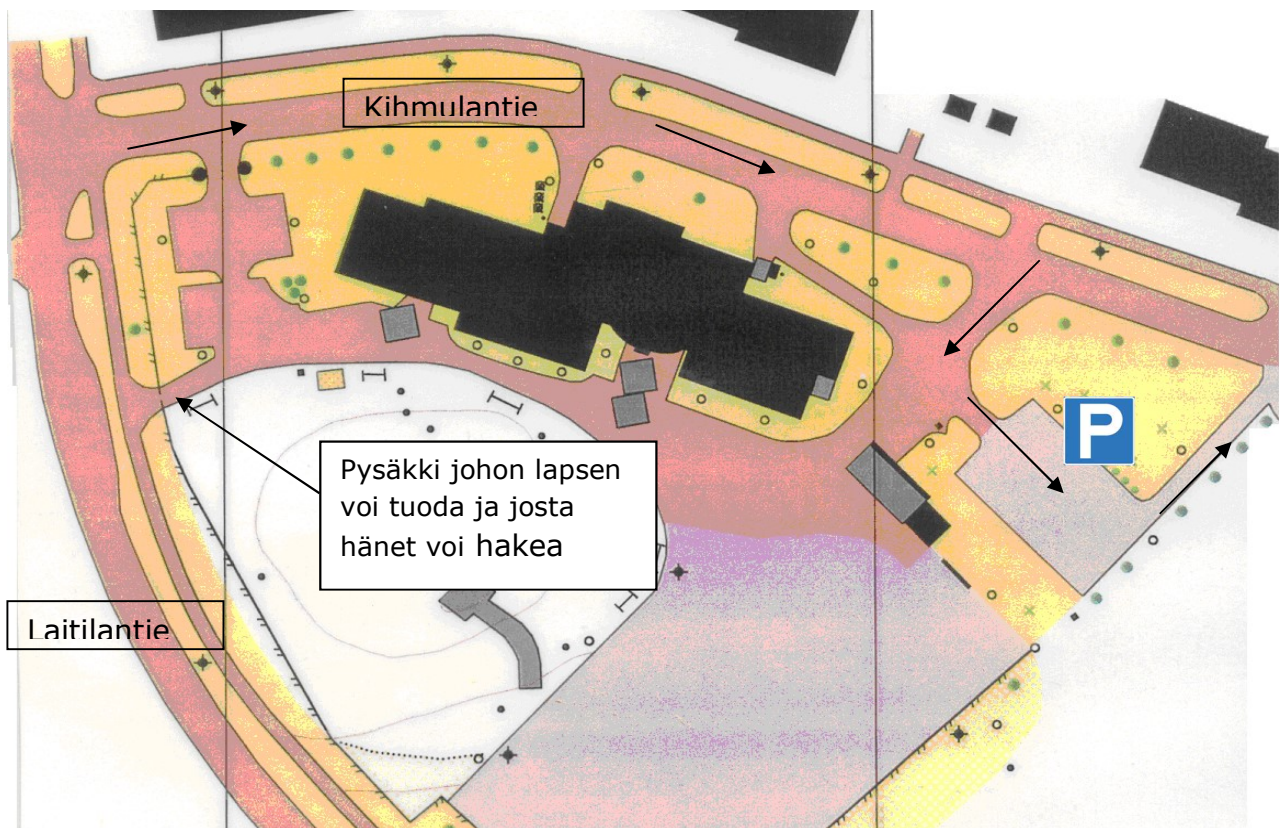 Kihmulantie
P
Pysäkki johon lapsen
voi tuoda ja josta
hänet voi hakea
Laitilantie